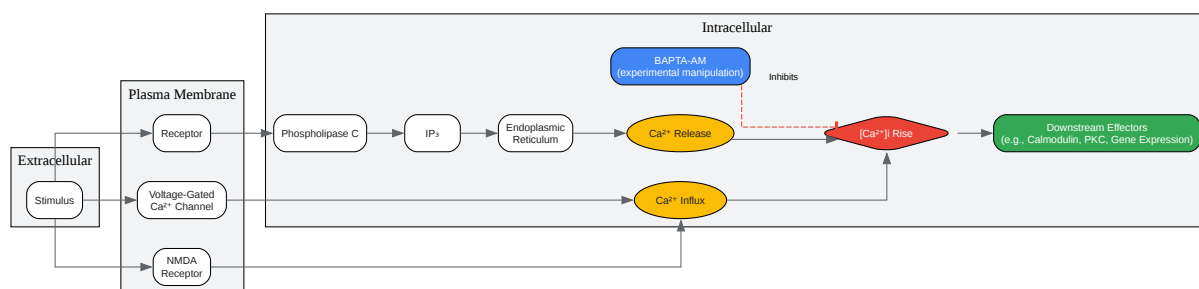 Intracellular
BAPTA-AM
(experimental manipulation)
Inhibits
Plasma Membrane
Receptor
Phospholipase C
IP₃
Endoplasmic
Reticulum
Ca²⁺ Release
[Ca²⁺]i Rise
Downstream Effectors
(e.g., Calmodulin, PKC, Gene Expression)
Extracellular
Stimulus
Voltage-Gated
Ca²⁺ Channel
Ca²⁺ Influx
NMDA
Receptor